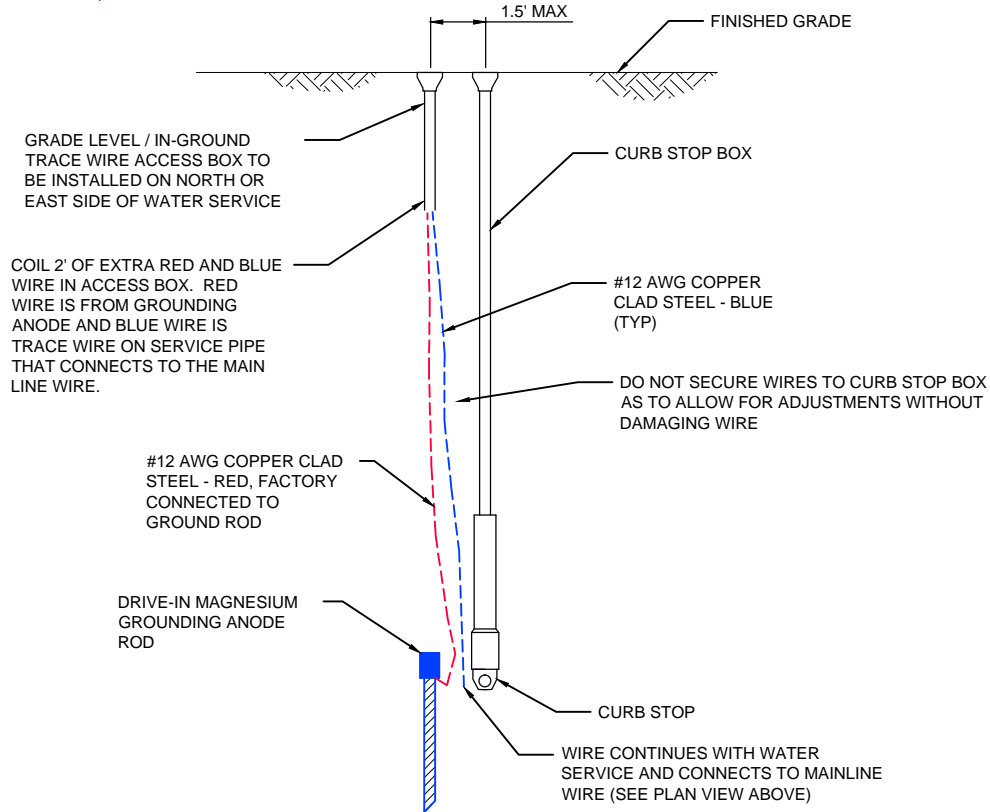 1.5' MAX
FINISHED GRADE
GRADE LEVEL / IN-GROUND
TRACE WIRE ACCESS BOX TO
BE INSTALLED ON NORTH OR
EAST SIDE OF WATER SERVICE
CURB STOP BOX
COIL 2' OF EXTRA RED AND BLUE
WIRE IN ACCESS BOX. RED
WIRE IS FROM GROUNDING
ANODE AND BLUE WIRE IS
TRACE WIRE ON SERVICE PIPE
THAT CONNECTS TO THE MAIN
LINE WIRE.
#12 AWG COPPER
CLAD STEEL - BLUE
(TYP)
DO NOT SECURE WIRES TO CURB STOP BOX
AS TO ALLOW FOR ADJUSTMENTS WITHOUT
DAMAGING WIRE
#12 AWG COPPER CLAD
STEEL - RED, FACTORY
CONNECTED TO
GROUND ROD
DRIVE-IN MAGNESIUM
GROUNDING ANODE
ROD
CURB STOP
WIRE CONTINUES WITH WATER
SERVICE AND CONNECTS TO MAINLINE
WIRE (SEE PLAN VIEW ABOVE)